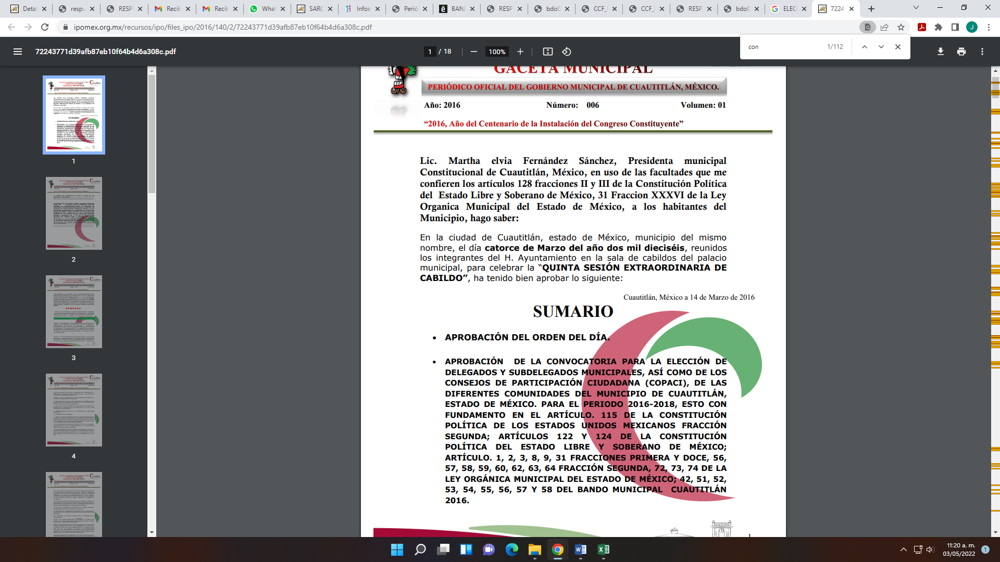 Detal
respu
RESP
Recib
Recib
What
SARC
Infoe
Perió
BAND
RESP
bdo0
CCF_
CCF_
RESP
bdo0
ELEC
7224
ipomex.org.mx/recursos/ipo/files_ipo/2016/140/2/72243771d39afb87eb10f64b4d6a308c.pdf
J
con
1/112
72243771d39afb87eb10f64b4d6a308c.pdf
1 / 18
100%
GACETA MUNICIPAL
PERIÓDICO OFICIAL DEL GOBIERNO MUNICIPAL DE CUAUTITLÁN, MÉXICO.
Año: 2016 Número: 006 Volumen: 01
“2016, Año del Centenario de la Instalación del Congreso Constituyente”
Lic. Martha elvia Fernández Sánchez, Presidenta municipal
Constitucional de Cuautitlán, México, en uso de las facultades que me
confieren los artículos 128 fracciones II y III de la Constitución Política
del Estado Libre y Soberano de México, 31 Fraccion XXXVI de la Ley
Organica Municipal del Estado de México, a los habitantes del
Municipio, hago saber:
En la ciudad de Cuautitlán, estado de México, municipio del mismo
nombre, el día catorce de Marzo del año dos mil dieciséis, reunidos
los integrantes del H. Ayuntamiento en la sala de cabildos del palacio
municipal, para celebrar la “QUINTA SESIÓN EXTRAORDINARIA DE
CABILDO”, ha tenido bien aprobar lo siguiente:
Cuautitlán, México a 14 de Marzo de 2016
SUMARIO
• APROBACIÓN DEL ORDEN DEL DÍA.
• APROBACIÓN DE LA CONVOCATORIA PARA LA ELECCIÓN DE
DELEGADOS Y SUBDELEGADOS MUNICIPALES, ASÍ COMO DE LOS
CONSEJOS DE PARTICIPACIÓN CIUDADANA (COPACI), DE LAS
DIFERENTES COMUNIDADES DEL MUNICIPIO DE CUAUTITLÁN,
ESTADO DE MÉXICO. PARA EL PERIODO 2016-2018, ESTO CON
FUNDAMENTO EN EL ARTÍCULO. 115 DE LA CONSTITUCIÓN
POLÍTICA DE LOS ESTADOS UNIDOS MEXICANOS FRACCIÓN
SEGUNDA; ARTÍCULOS 122 Y 124 DE LA CONSTITUCIÓN
POLÍTICA DEL ESTADO LIBRE Y SOBERANO DE MÉXICO;
ARTÍCULO. 1, 2, 3, 8, 9, 31 FRACCIONES PRIMERA Y DOCE, 56,
57, 58, 59, 60, 62, 63, 64 FRACCIÓN SEGUNDA, 72, 73, 74 DE LA
LEY ORGÁNICA MUNICIPAL DEL ESTADO DE MÉXICO; 42, 51, 52,
53, 54, 55, 56, 57 Y 58 DEL BANDO MUNICIPAL CUAUTITLÁN
2016.
1
1
2
3
4
11:20 a. m.
03/05/2022
1